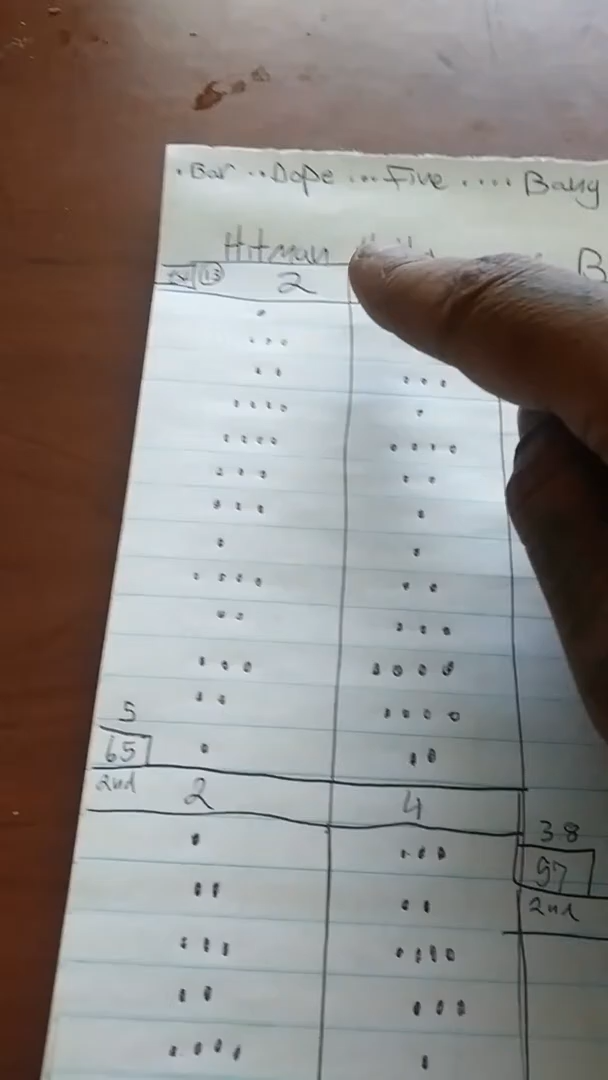 . Bar .. Dope ... Five .... Bang
Hitman
13 2
5
65
2nd 2 4
38
97
2nd